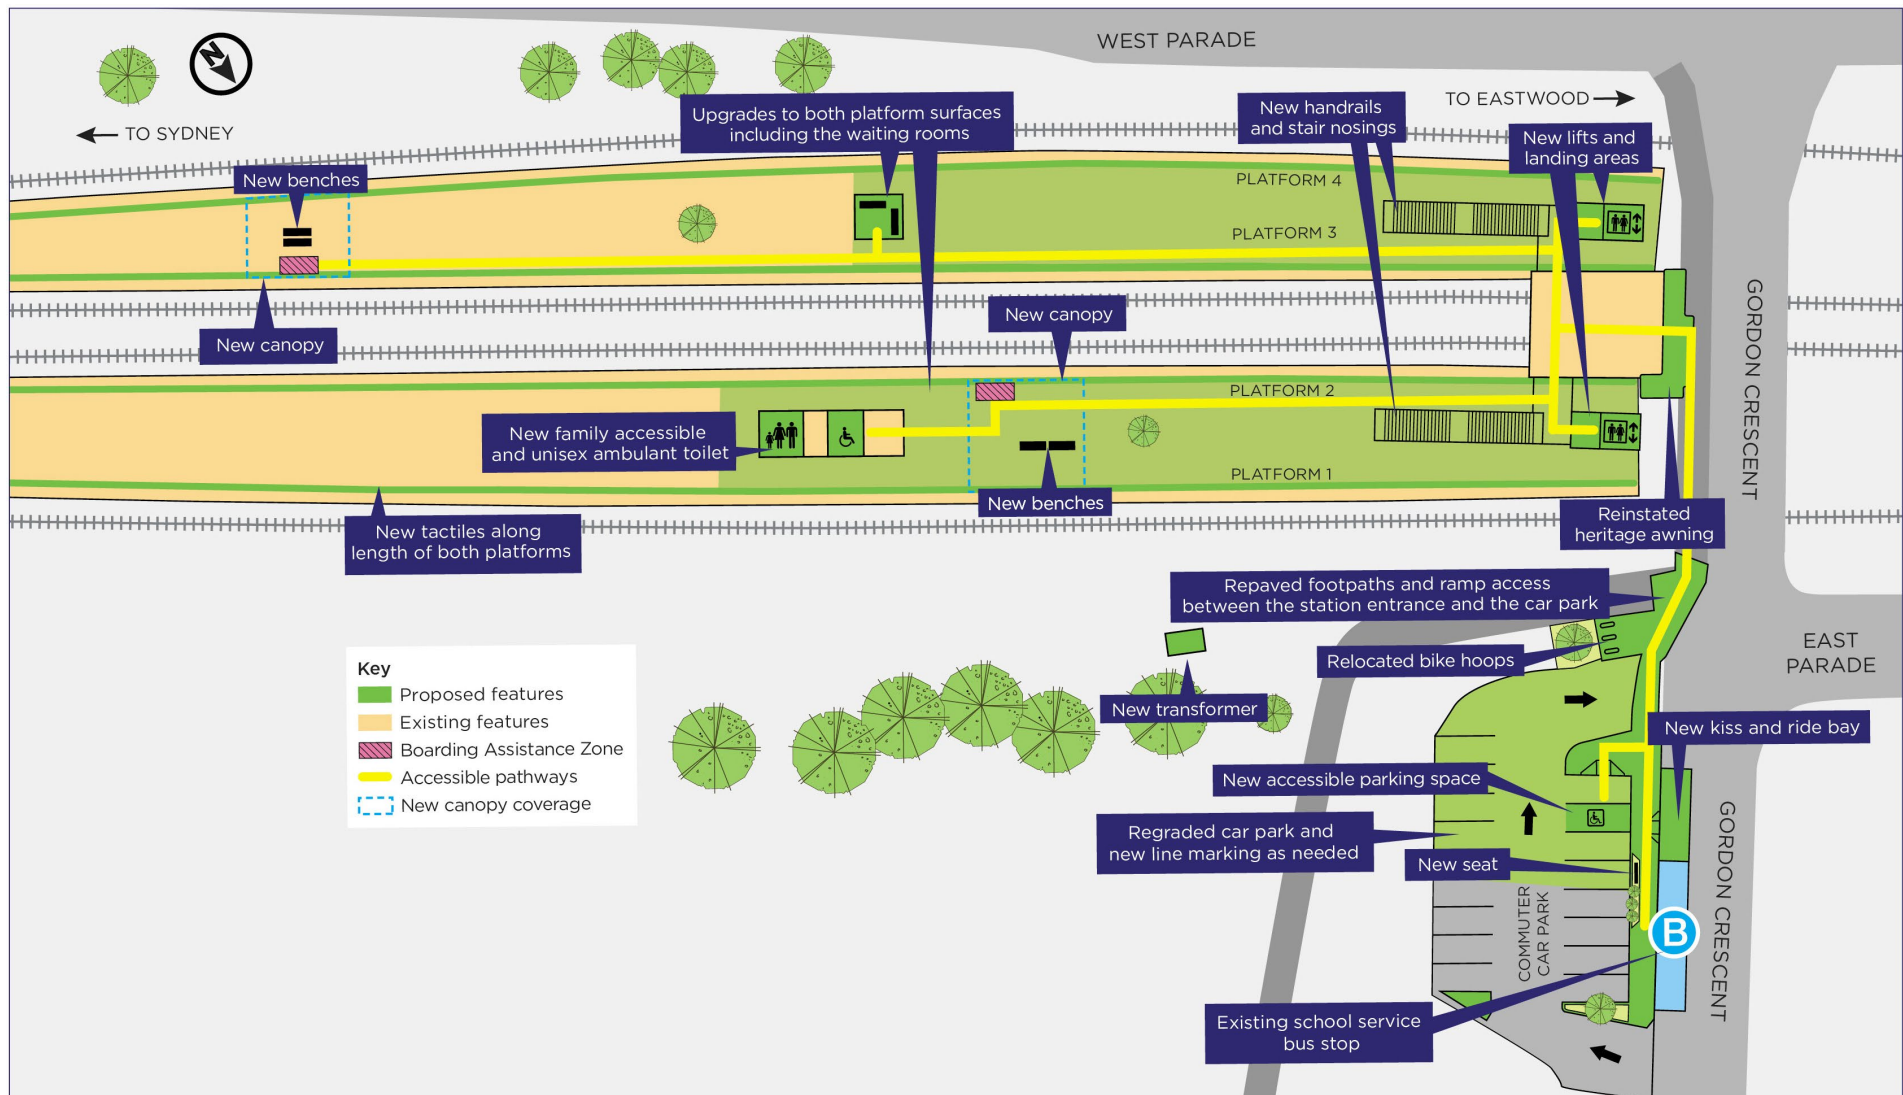 WEST PARADE
N
TO SYDNEY
TO EASTWOOD
Upgrades to both platform surfaces
including the waiting rooms
New handrails
and stair nosings
New lifts and
landing areas
New benches
PLATFORM 4
PLATFORM 3
New canopy
New canopy
GORDON CRESCENT
PLATFORM 2
New family accessible
and unisex ambulant toilet
PLATFORM 1
New benches
New tactiles along
length of both platforms
Reinstated
heritage awning
Repaved footpaths and ramp access
between the station entrance and the car park
Relocated bike hoops
EAST
PARADE
New transformer
New kiss and ride bay
Key
Proposed features
Existing features
Boarding Assistance Zone
Accessible pathways
New canopy coverage
New accessible parking space
Regraded car park and
new line marking as needed
New seat
GORDON CRESCENT
COMMUTER
CAR PARK
B
Existing school service
bus stop